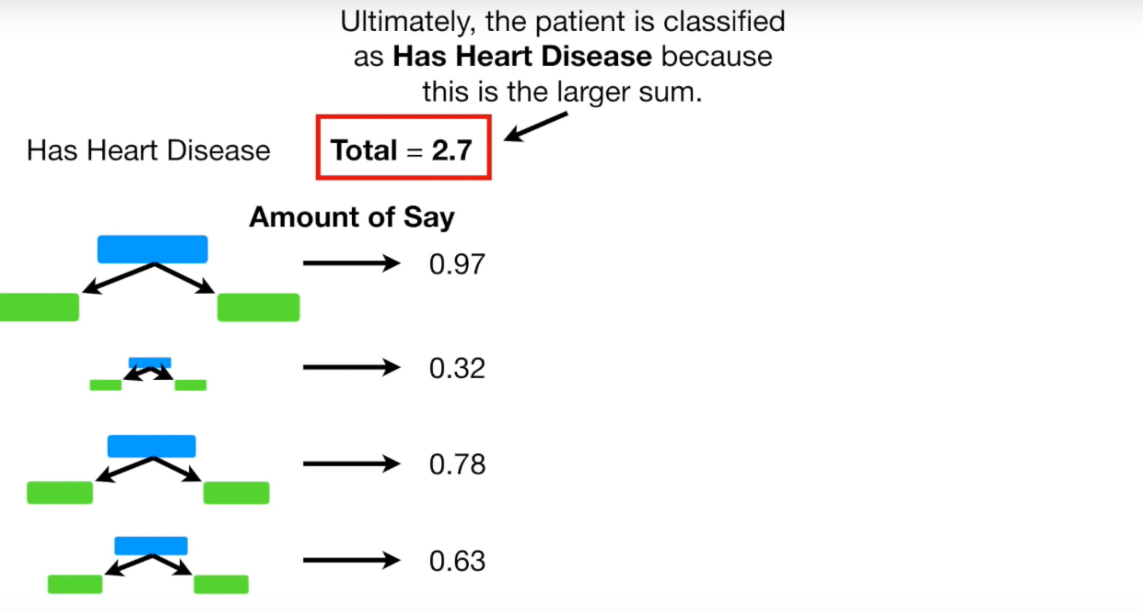 Ultimately, the patient is classified
as Has Heart Disease because
this is the larger sum.
Has Heart Disease Total = 2.7
Amount of Say
0.97
0.32
0.78
0.63